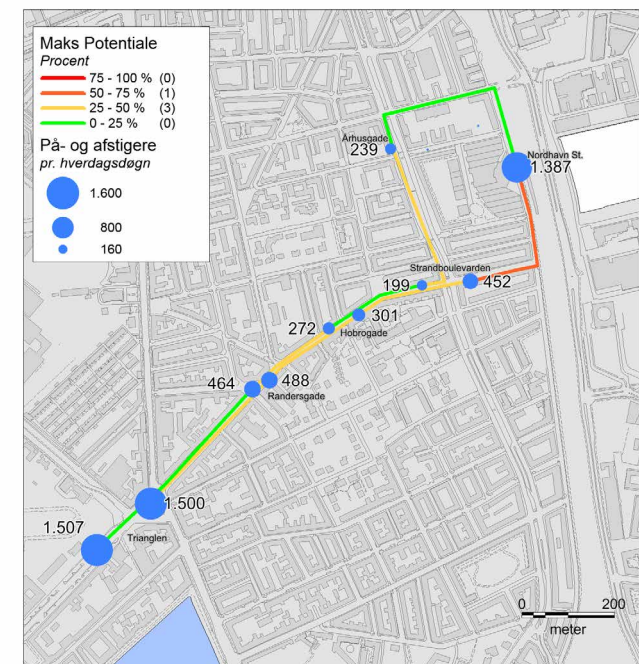 Maks Potentiale
Procent
75 - 100 % (0)
50 - 75 % (1)
25 - 50 % (3)
0 - 25 % (0)
På- og afstigere
pr. hverdagsdøgn
1.600
800
160
Århusgade
239
Nordhavn St.
1.387
Strandboulevarden
199
452
301
272
Hobrogade
464
488
Randersgade
1.500
1.507
Trianglen
0 200
meter